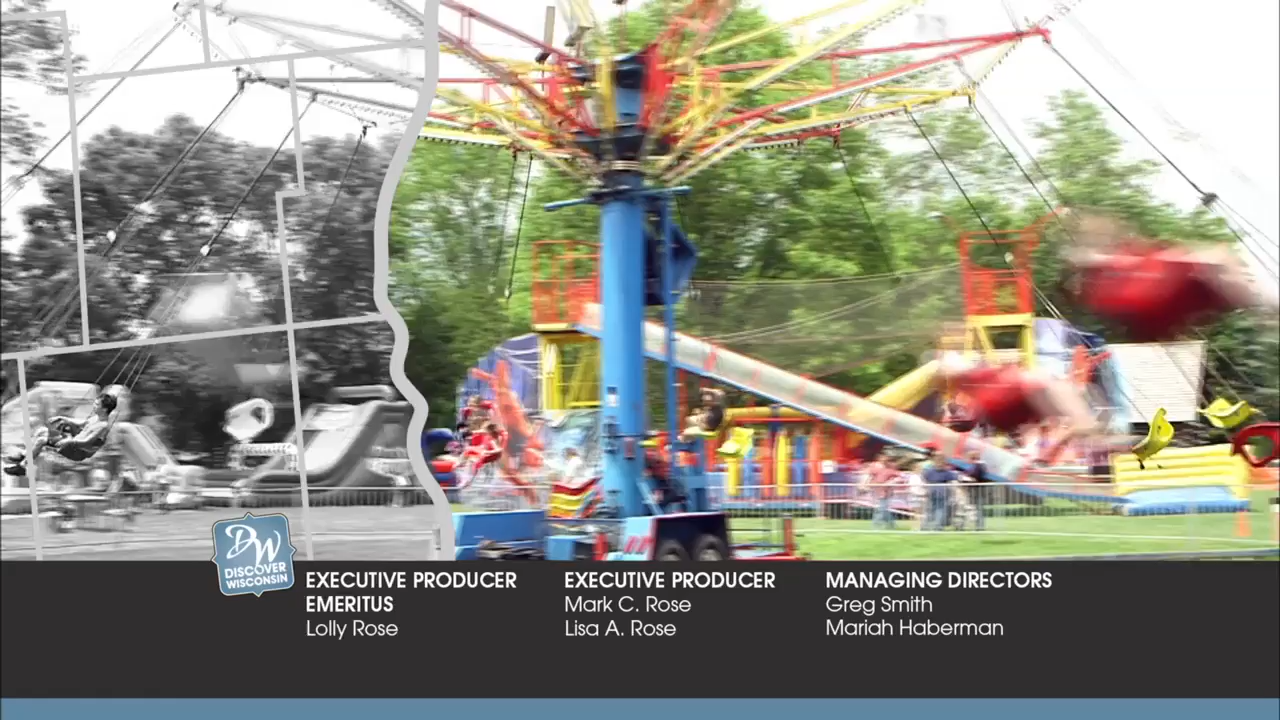 DW
DISCOVER
WISCONSIN
EXECUTIVE PRODUCER
EMERITUS
Lolly Rose
EXECUTIVE PRODUCER
Mark C. Rose
Lisa A. Rose
MANAGING DIRECTORS
Greg Smith
Mariah Haberman